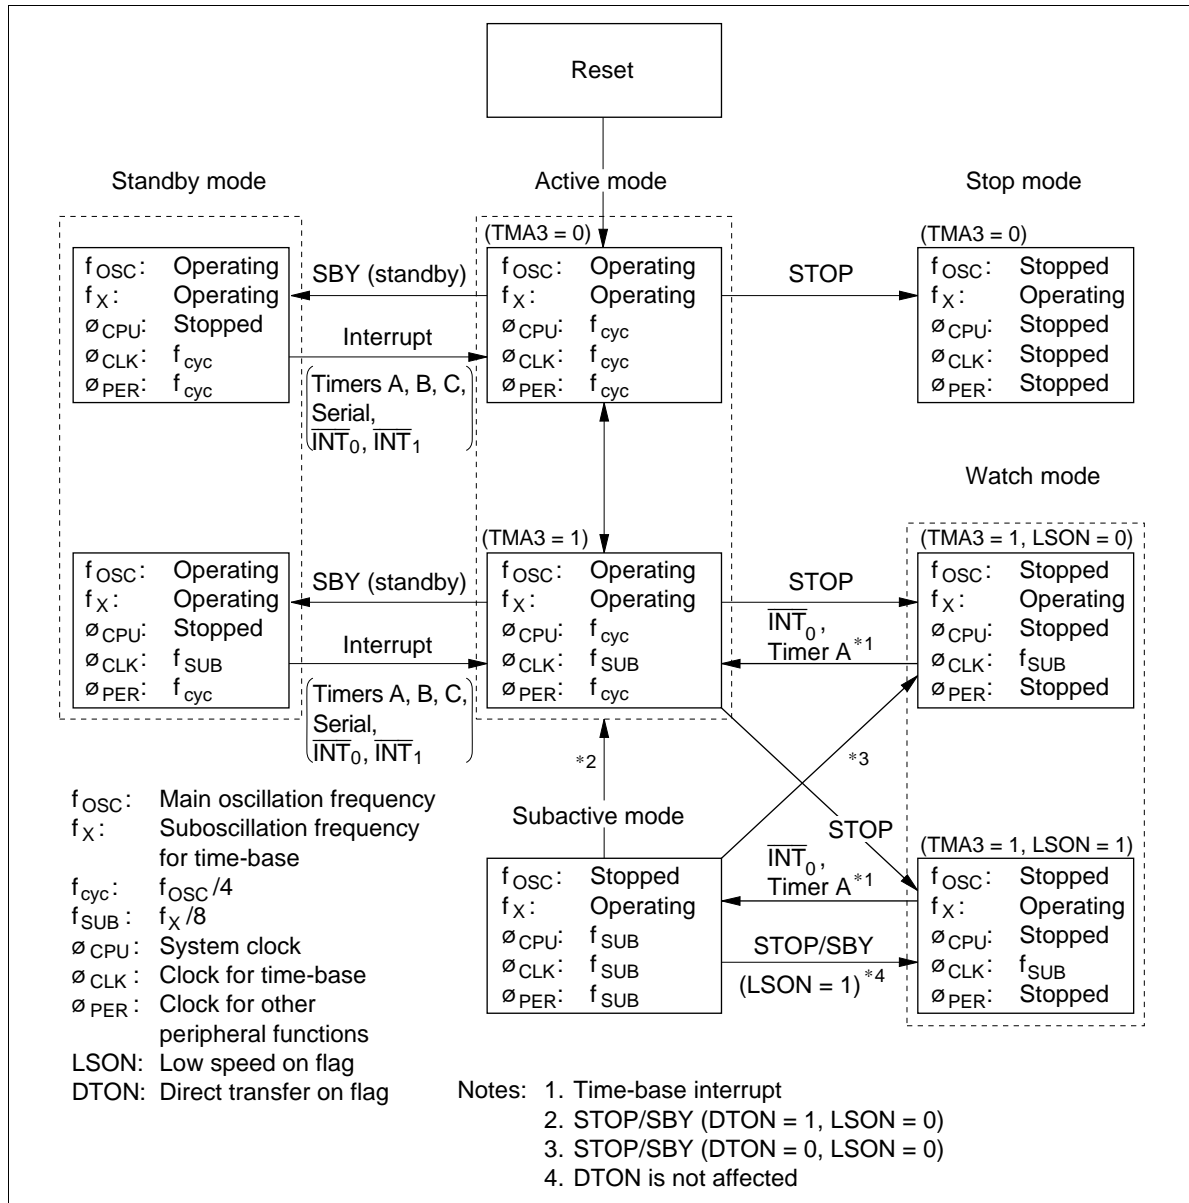 Reset
Standby mode
Active mode
Stop mode
(TMA3 = 0)
(TMA3 = 0)
fOSC: Operating
fX: Operating
øCPU: Stopped
øCLK: fcyc
øPER: fcyc
SBY (standby)
Interrupt
Timers A, B, C,
Serial,
I̅N̅T̅0, I̅N̅T̅1
fOSC: Operating
fX: Operating
øCPU: fcyc
øCLK: fcyc
øPER: fcyc
STOP
fOSC: Stopped
fX: Operating
øCPU: Stopped
øCLK: Stopped
øPER: Stopped
Watch mode
(TMA3 = 1)
(TMA3 = 1, LSON = 0)
fOSC: Operating
fX: Operating
øCPU: Stopped
øCLK: fSUB
øPER: fcyc
SBY (standby)
Interrupt
Timers A, B, C,
Serial,
I̅N̅T̅0, I̅N̅T̅1
fOSC: Operating
fX: Operating
øCPU: fcyc
øCLK: fSUB
øPER: fcyc
STOP
I̅N̅T̅0,
Timer A*1
fOSC: Stopped
fX: Operating
øCPU: Stopped
øCLK: fSUB
øPER: Stopped
*2
*3
Subactive mode
STOP
(TMA3 = 1, LSON = 1)
fOSC: Stopped
fX: Operating
øCPU: fSUB
øCLK: fSUB
øPER: fSUB
I̅N̅T̅0,
Timer A*1
STOP/SBY
(LSON = 1)*4
fOSC: Stopped
fX: Operating
øCPU: Stopped
øCLK: fSUB
øPER: Stopped
fOSC: Main oscillation frequency
fX: Suboscillation frequency
for time-base
fcyc: fOSC/4
fSUB: fX/8
øCPU: System clock
øCLK: Clock for time-base
øPER: Clock for other
peripheral functions
LSON: Low speed on flag
DTON: Direct transfer on flag
Notes: 1. Time-base interrupt
2. STOP/SBY (DTON = 1, LSON = 0)
3. STOP/SBY (DTON = 0, LSON = 0)
4. DTON is not affected